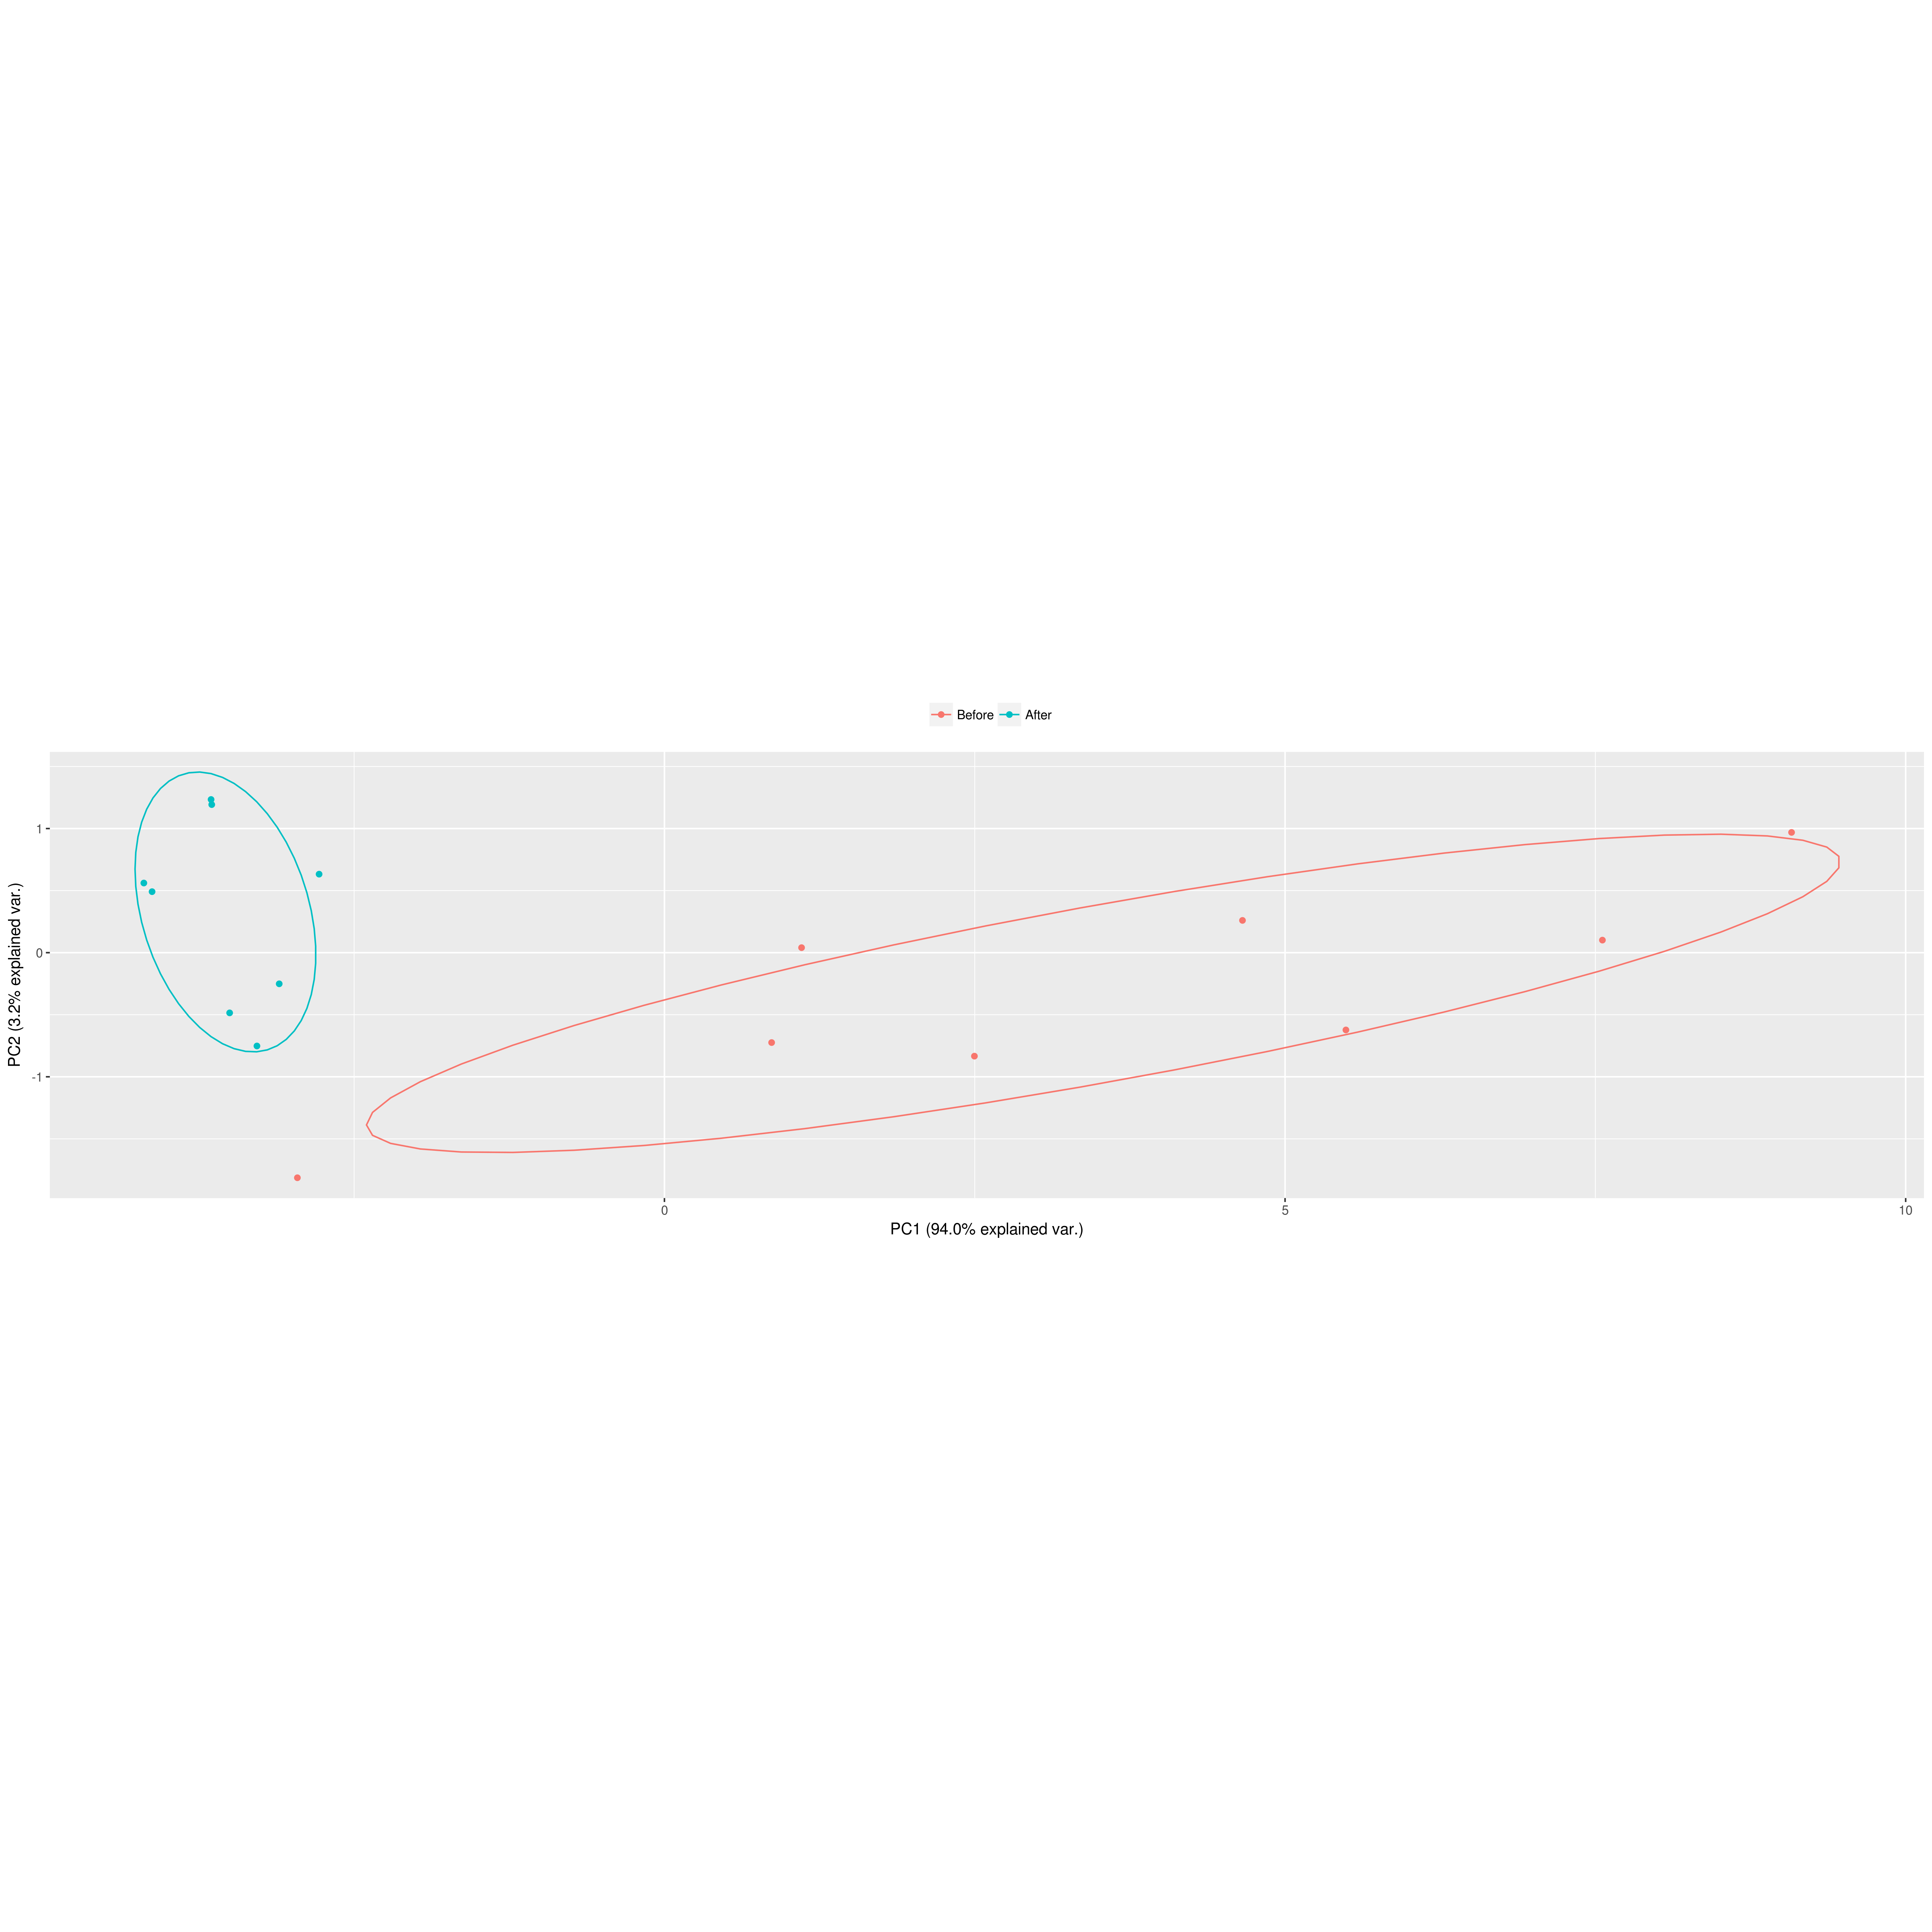 Before After
1
0
-1
PC2 (3.2% explained var.)
0 5 10
PC1 (94.0% explained var.)